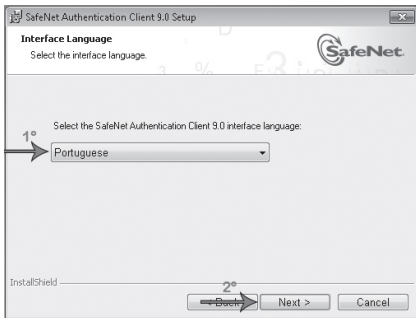 SafeNet Authentication Client 9.0 Setup
Interface Language
Select the interface language.
SafeNet.
Select the SafeNet Authentication Client 9.0 interface language:
1º
Portuguese
InstallShield
2º
< Back
Next >
Cancel